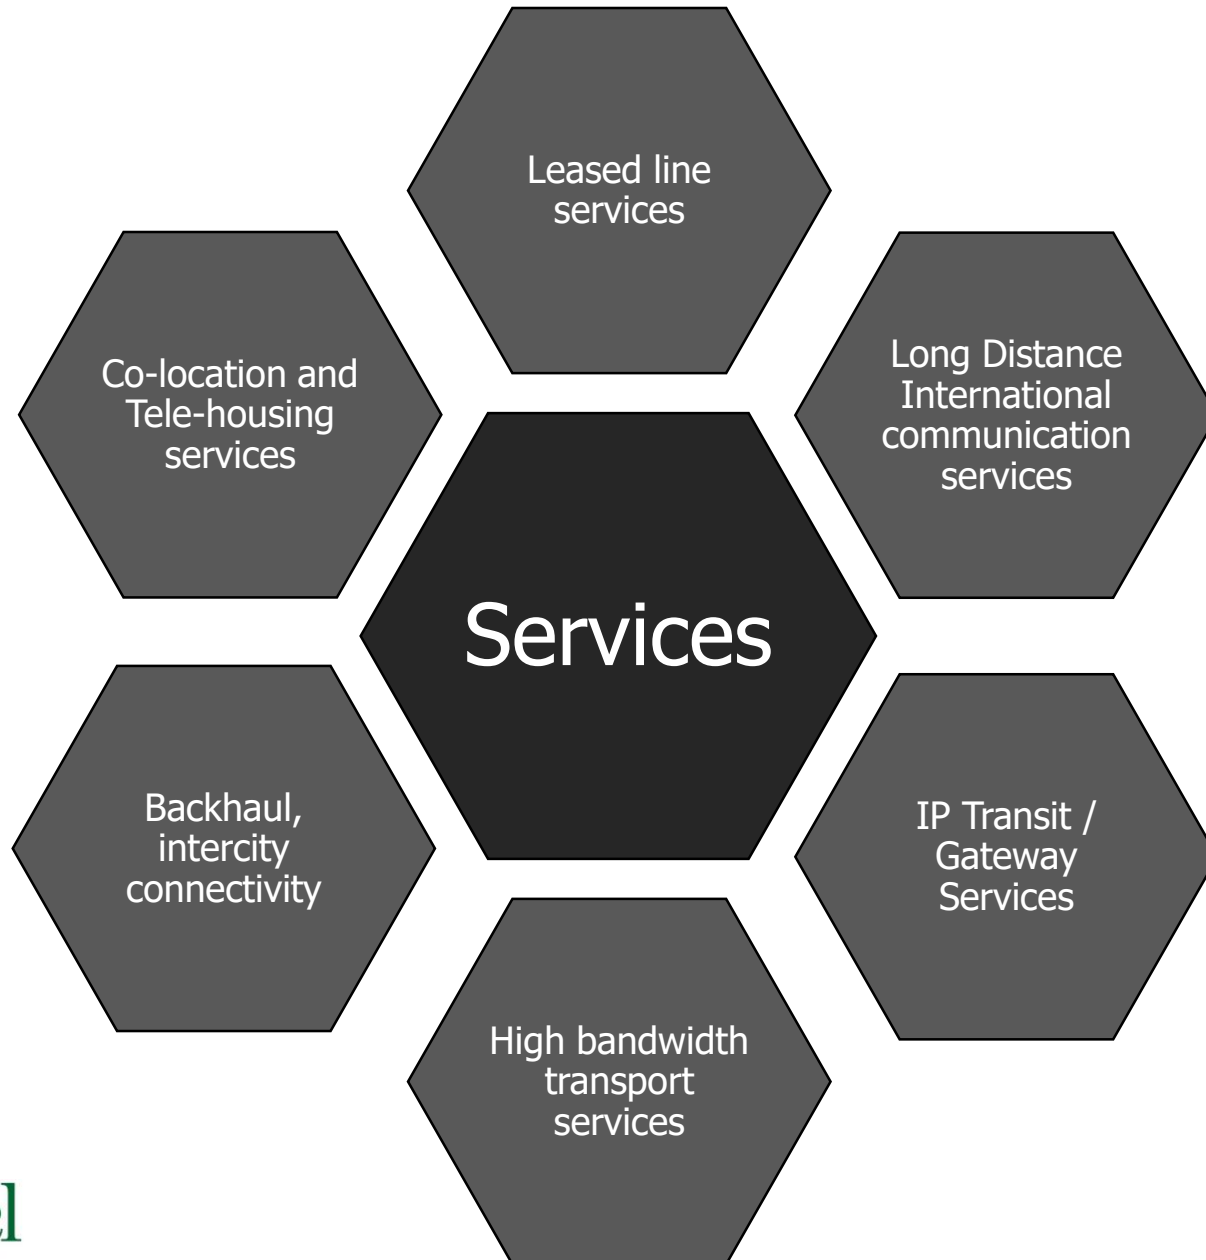 Leased line
services
Co-location and
Tele-housing
services
Long Distance
International
communication
services
Services
Backhaul,
intercity
connectivity
IP Transit /
Gateway
Services
High bandwidth
transport
services